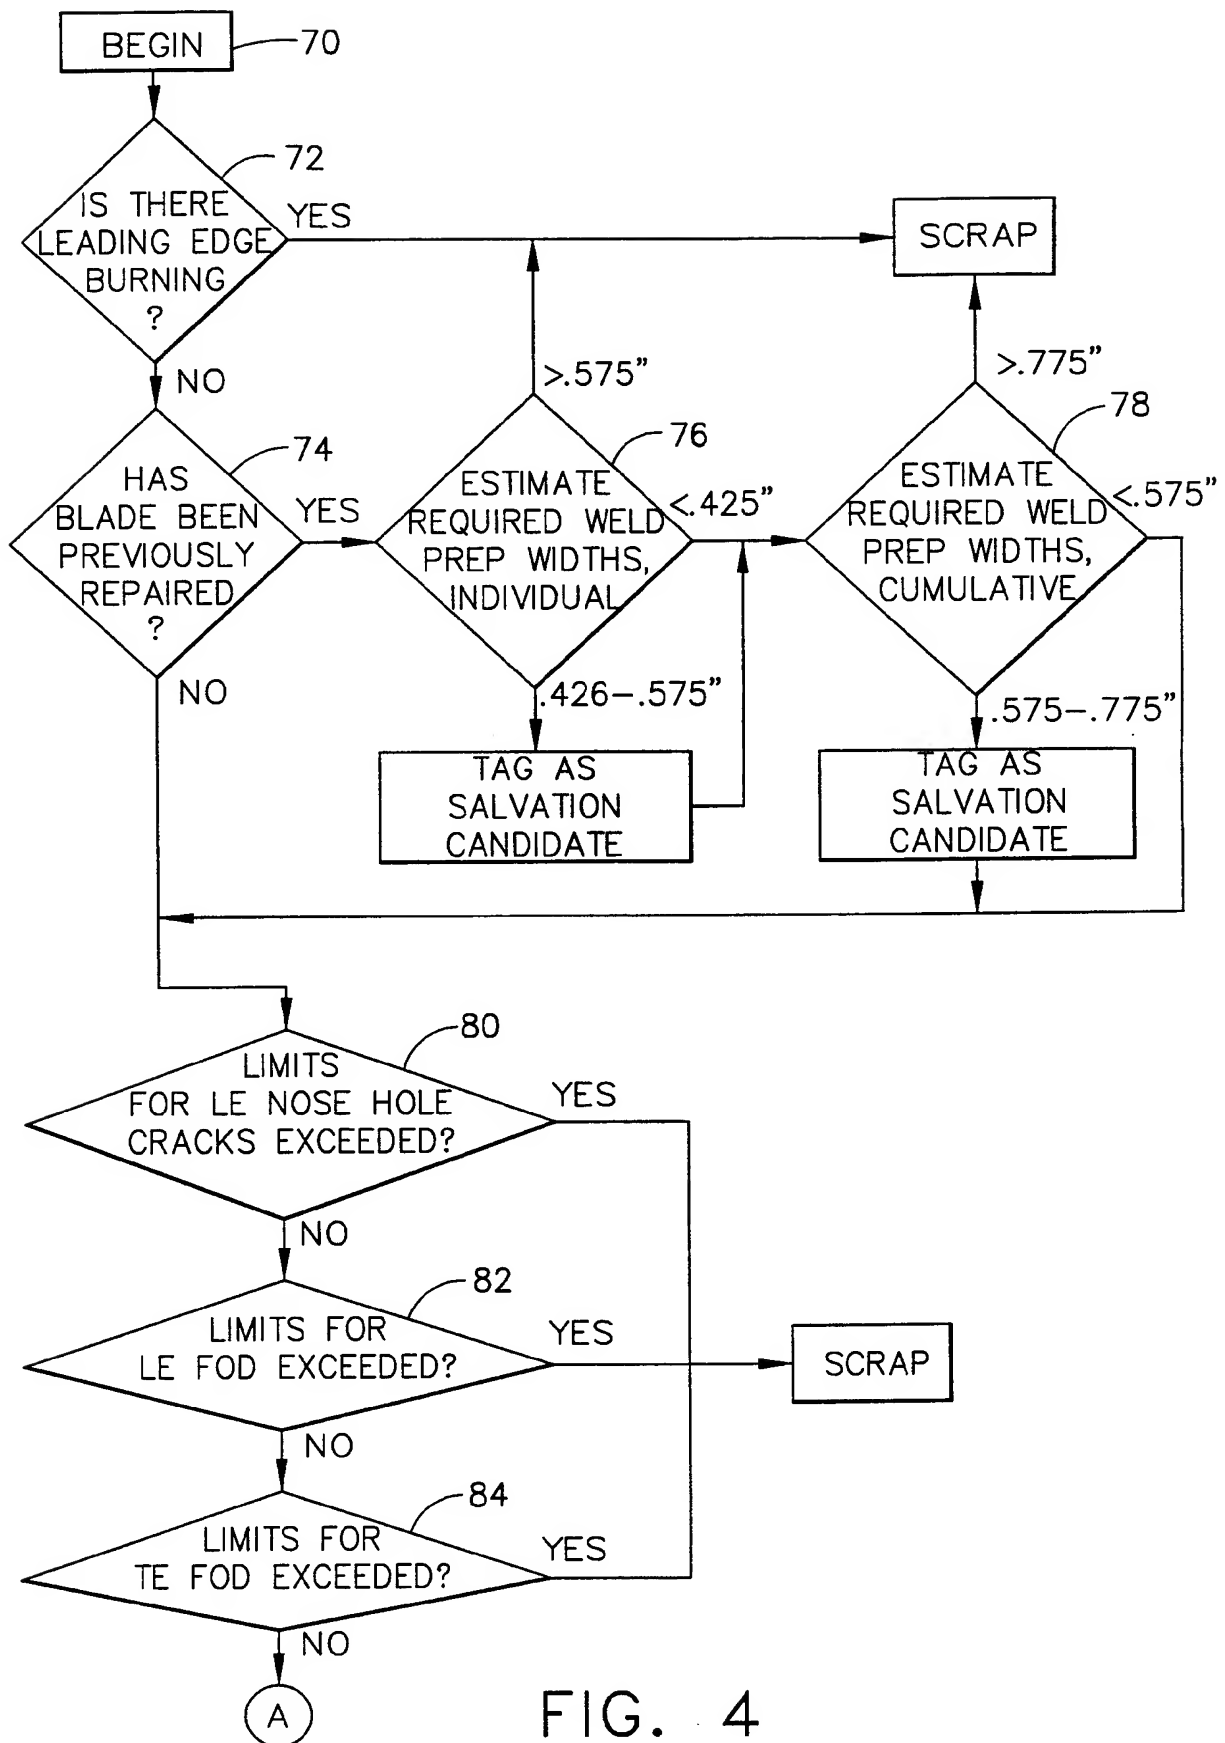 BEGIN
70
72
IS THERE
LEADING EDGE
BURNING
?
YES
SCRAP
NO
>.575”
>.775”
74
HAS
BLADE BEEN
PREVIOUSLY
REPAIRED
?
YES
76
ESTIMATE
REQUIRED WELD
PREP WIDTHS,
INDIVIDUAL
<.425”
78
ESTIMATE
REQUIRED WELD
PREP WIDTHS,
CUMULATIVE
<.575”
NO
.426–.575”
.575–.775”
TAG AS
SALVATION
CANDIDATE
TAG AS
SALVATION
CANDIDATE
80
LIMITS
FOR LE NOSE HOLE
CRACKS EXCEEDED?
YES
NO
82
LIMITS FOR
LE FOD EXCEEDED?
YES
SCRAP
NO
84
LIMITS FOR
TE FOD EXCEEDED?
YES
NO
A
FIG. 4